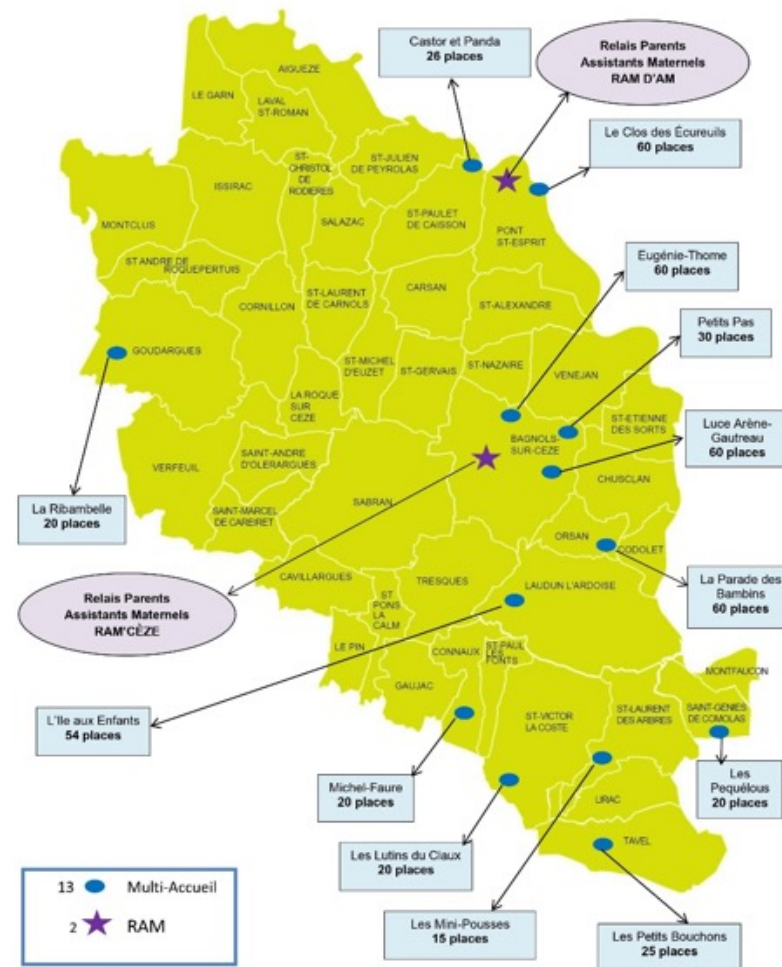 Castor et Panda
26 places
Relais Parents
Assistants Maternels
RAM D'AM
Le Clos des Écureuils
60 places
AIGUEZE
LE GARN
LAVAL
ST-ROMAN
ST-
CHRISTOL
DE
RODIERES
ST-JULIEN
DE PEYROLAS
ISSIRAC
SALAZAC
ST-PAULET
DE CAISSON
PONT
ST-ESPRIT
MONTCLUS
ST ANDRE DE
ROQUEPERTUIS
Eugénie-Thome
60 places
CORNILLON
ST-LAURENT
DE CARNOLS
CARSAN
ST-ALEXANDRE
Petits Pas
30 places
GOUDARGUES
ST-MICHEL
D'EUZET
ST-GERVAIS
ST-NAZAIRE
VENEJAN
LA ROQUE
SUR
CEZE
ST-ETIENNE
DES SORTS
BAGNOLS-
SUR-CEZE
Luce Arène-
Gautreau
60 places
VERFEUIL
SAINT-ANDRE
D'OLERARGUES
CHUSCLAN
La Ribambelle
20 places
SAINT-MARCEL
DE CAREIRET
SABRAN
ORSAN
CODOLET
CAVILLARGUES
TRESQUES
LAUDUN L'ARDOISE
La Parade des
Bambins
60 places
Relais Parents
Assistants Maternels
RAM'CÈZE
ST
PONS
LA
CALM
LE PIN
CONNAUX
ST-PAUL
LES
FONTS
MONTFAUCON
GAUJAC
ST-VICTOR
LA COSTE
ST-LAURENT
DES ARBRES
SAINT-GENIES
DE COMOLAS
L'Ile aux Enfants
54 places
Michel-Faure
20 places
Les
Pequélous
20 places
LIRAC
TAVEL
Les Lutins du Claux
20 places
Les Mini-Pousses
15 places
Les Petits Bouchons
25 places
13 Multi-Accueil
2 RAM